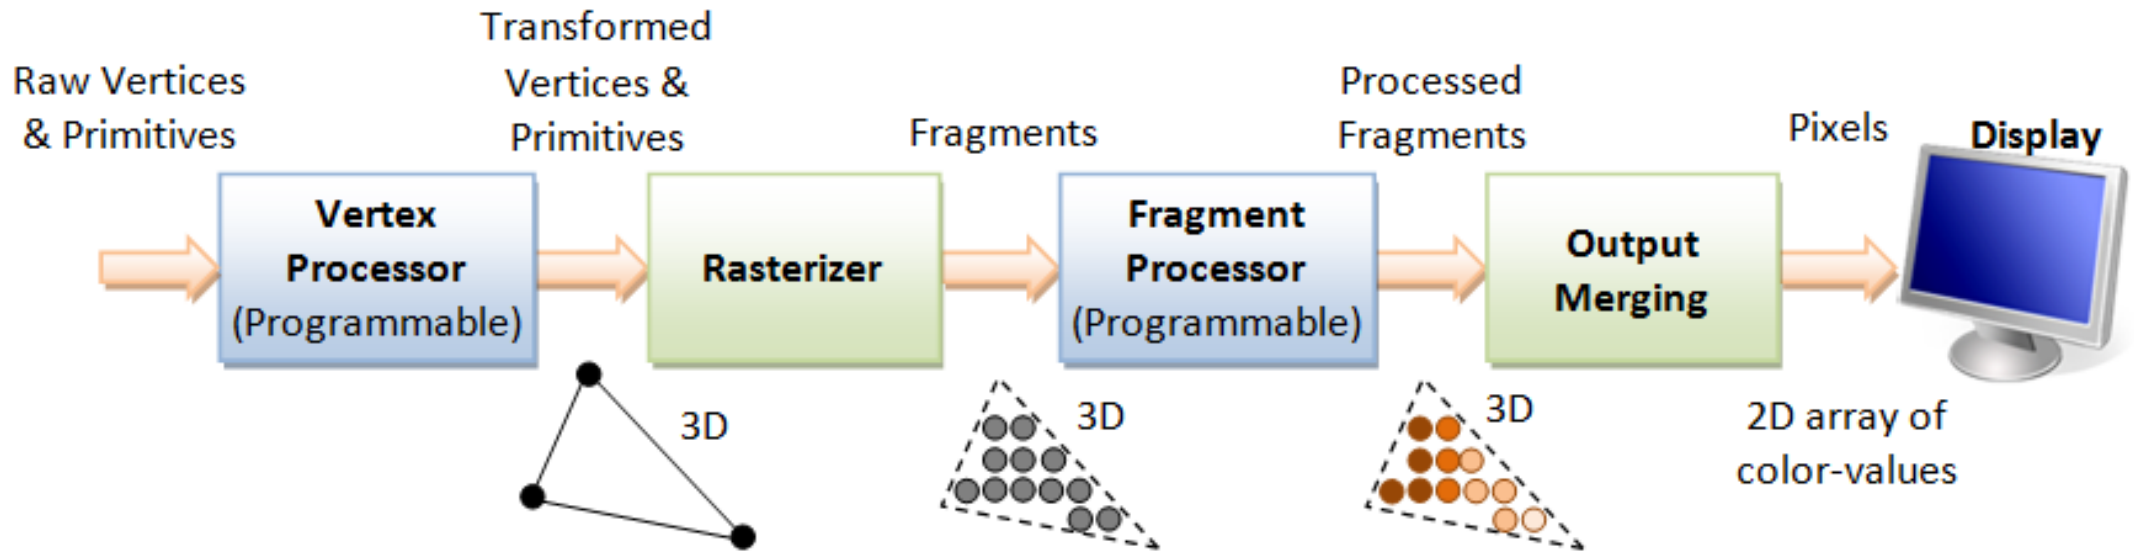 Raw Vertices
& Primitives
Transformed
Vertices &
Primitives
Fragments
Processed
Fragments
Pixels
Display
Vertex
Processor
(Programmable)
Rasterizer
Fragment
Processor
(Programmable)
Output
Merging
3D
3D
3D
2D array of
color-values